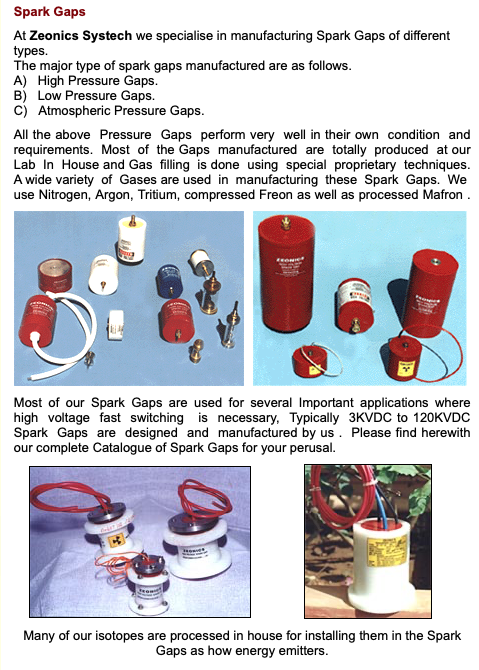 Spark Gaps
At Zeonics Systech we specialise in manufacturing Spark Gaps of different
types.
The major type of spark gaps manufactured are as follows.
A) High Pressure Gaps.
B) Low Pressure Gaps.
C) Atmospheric Pressure Gaps.
All the above Pressure Gaps perform very well in their own condition and
requirements. Most of the Gaps manufactured are totally produced at our
Lab In House and Gas filling is done using special proprietary techniques.
A wide variety of Gases are used in manufacturing these Spark Gaps. We
use Nitrogen, Argon, Tritium, compressed Freon as well as processed Mafron .
ZEONICS
ZEONICS
Most of our Spark Gaps are used for several Important applications where
high voltage fast switching is necessary, Typically 3KVDC to 120KVDC
Spark Gaps are designed and manufactured by us . Please find herewith
our complete Catalogue of Spark Gaps for your perusal.
ZEONICS
ZEONICS
Many of our isotopes are processed in house for installing them in the Spark
Gaps as how energy emitters.